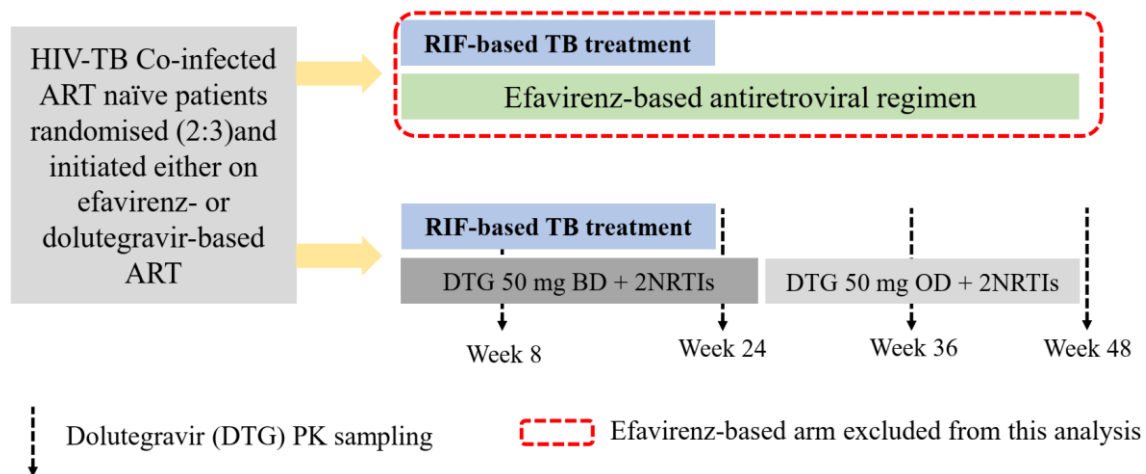 HIV-TB Co-infected
ART naïve patients
randomised (2:3)and
initiated either on
efavirenz- or
dolutegravir-based
ART
RIF-based TB treatment
Efavirenz-based antiretroviral regimen
RIF-based TB treatment
DTG 50 mg BD + 2NRTIs
DTG 50 mg OD + 2NRTIs
Week 8
Week 24
Week 36
Week 48
Dolutegravir (DTG) PK sampling
Efavirenz-based arm excluded from this analysis